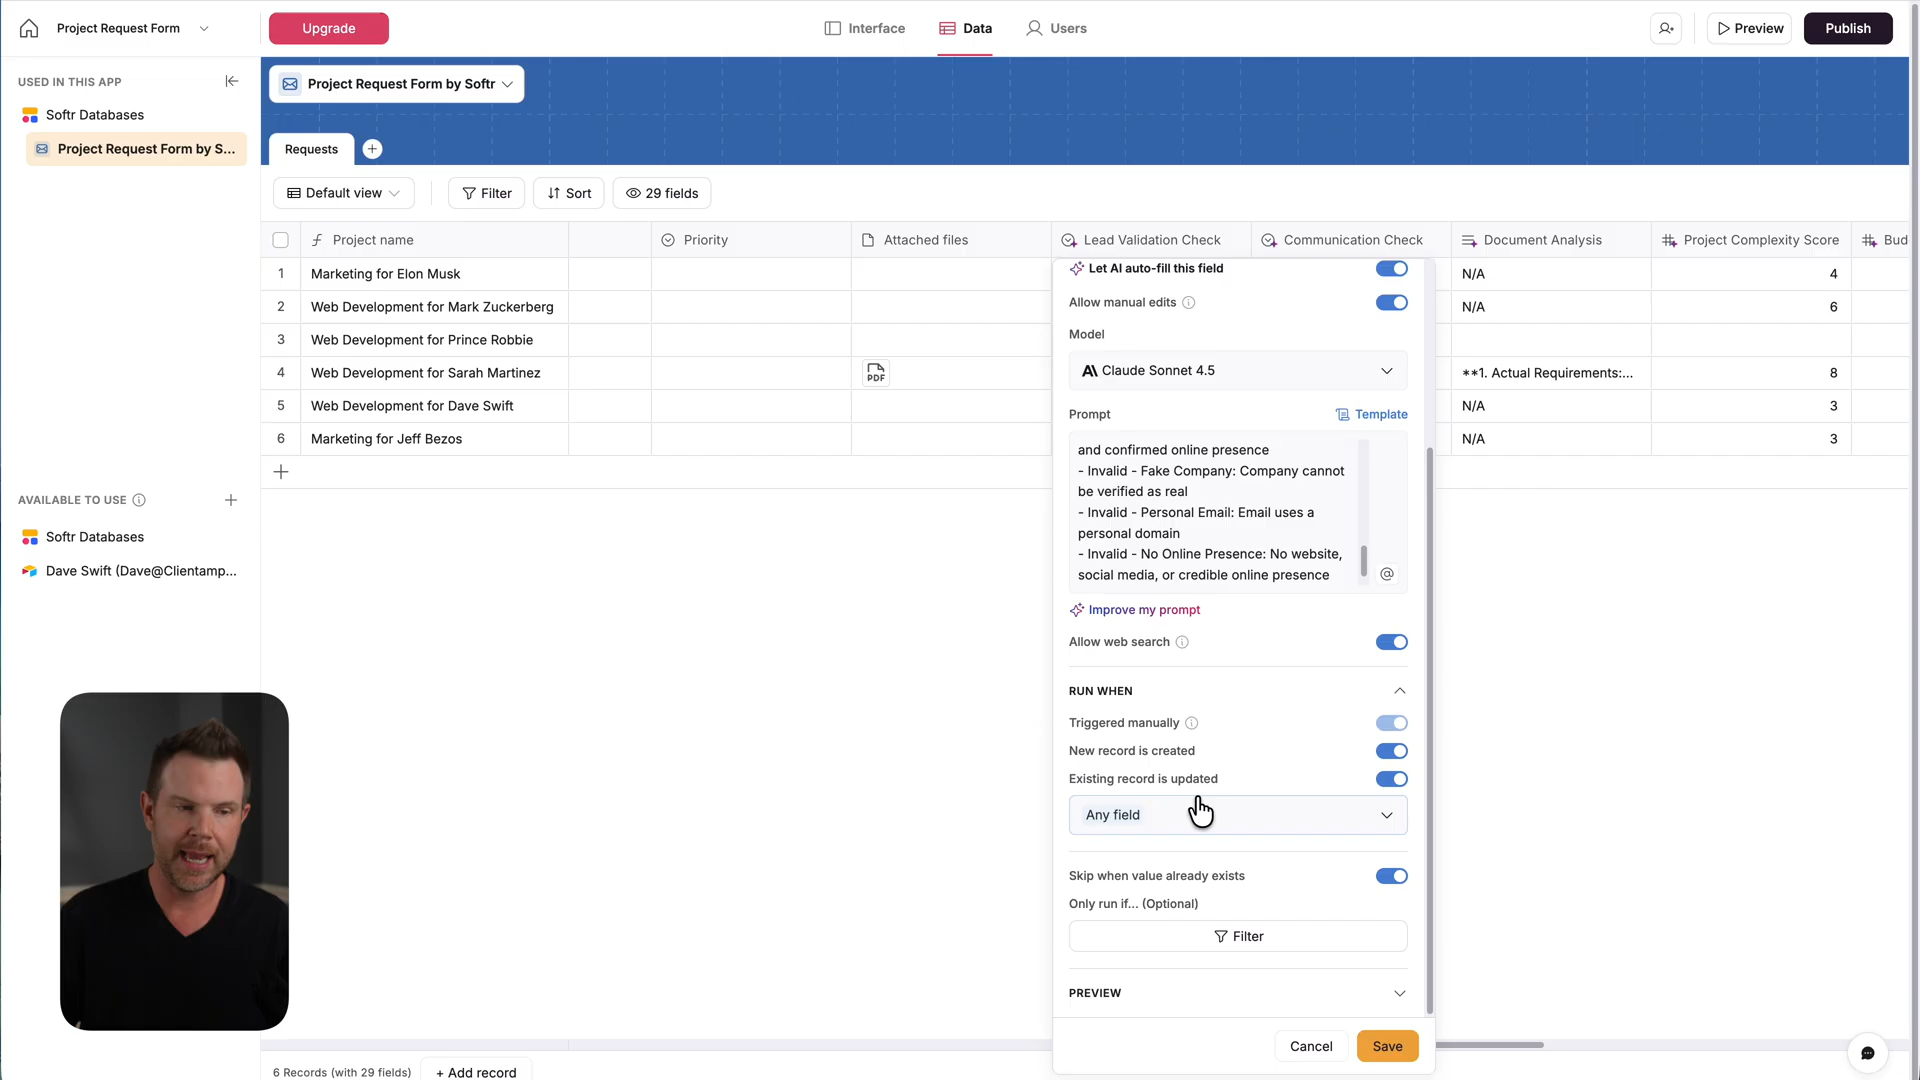 Project Request Form
Upgrade
Interface
Data
Users
Preview
Publish
USED IN THIS APP
Softr Databases
Project Request Form by S...
AVAILABLE TO USE
Softr Databases
Dave Swift (Dave@Clientamp...
Project Request Form by Softr
Requests
Default view
Filter
Sort
29 fields
Project name
Priority
Attached files
Lead Validation Check
Communication Check
Document Analysis
Project Complexity Score
Bud
1 Marketing for Elon Musk N/A 4
2 Web Development for Mark Zuckerberg N/A 6
3 Web Development for Prince Robbie
4 Web Development for Sarah Martinez PDF **1. Actual Requirements:... 8
5 Web Development for Dave Swift N/A 3
6 Marketing for Jeff Bezos N/A 3
Let AI auto-fill this field
Allow manual edits
Model
Claude Sonnet 4.5
Prompt
Template
and confirmed online presence
- Invalid - Fake Company: Company cannot
be verified as real
- Invalid - Personal Email: Email uses a
personal domain
- Invalid - No Online Presence: No website,
social media, or credible online presence
@
Improve my prompt
Allow web search
RUN WHEN
Triggered manually
New record is created
Existing record is updated
Any field
Skip when value already exists
Only run if... (Optional)
Filter
PREVIEW
Cancel
Save
6 Records (with 29 fields)
+ Add record